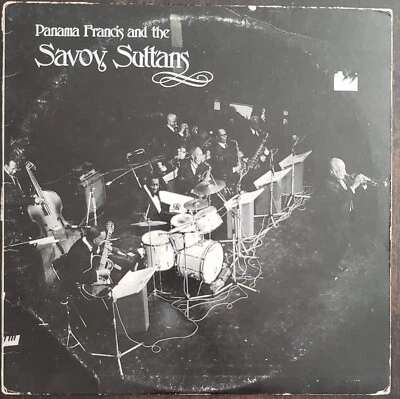 Panama Francis and the
Savoy Sultans